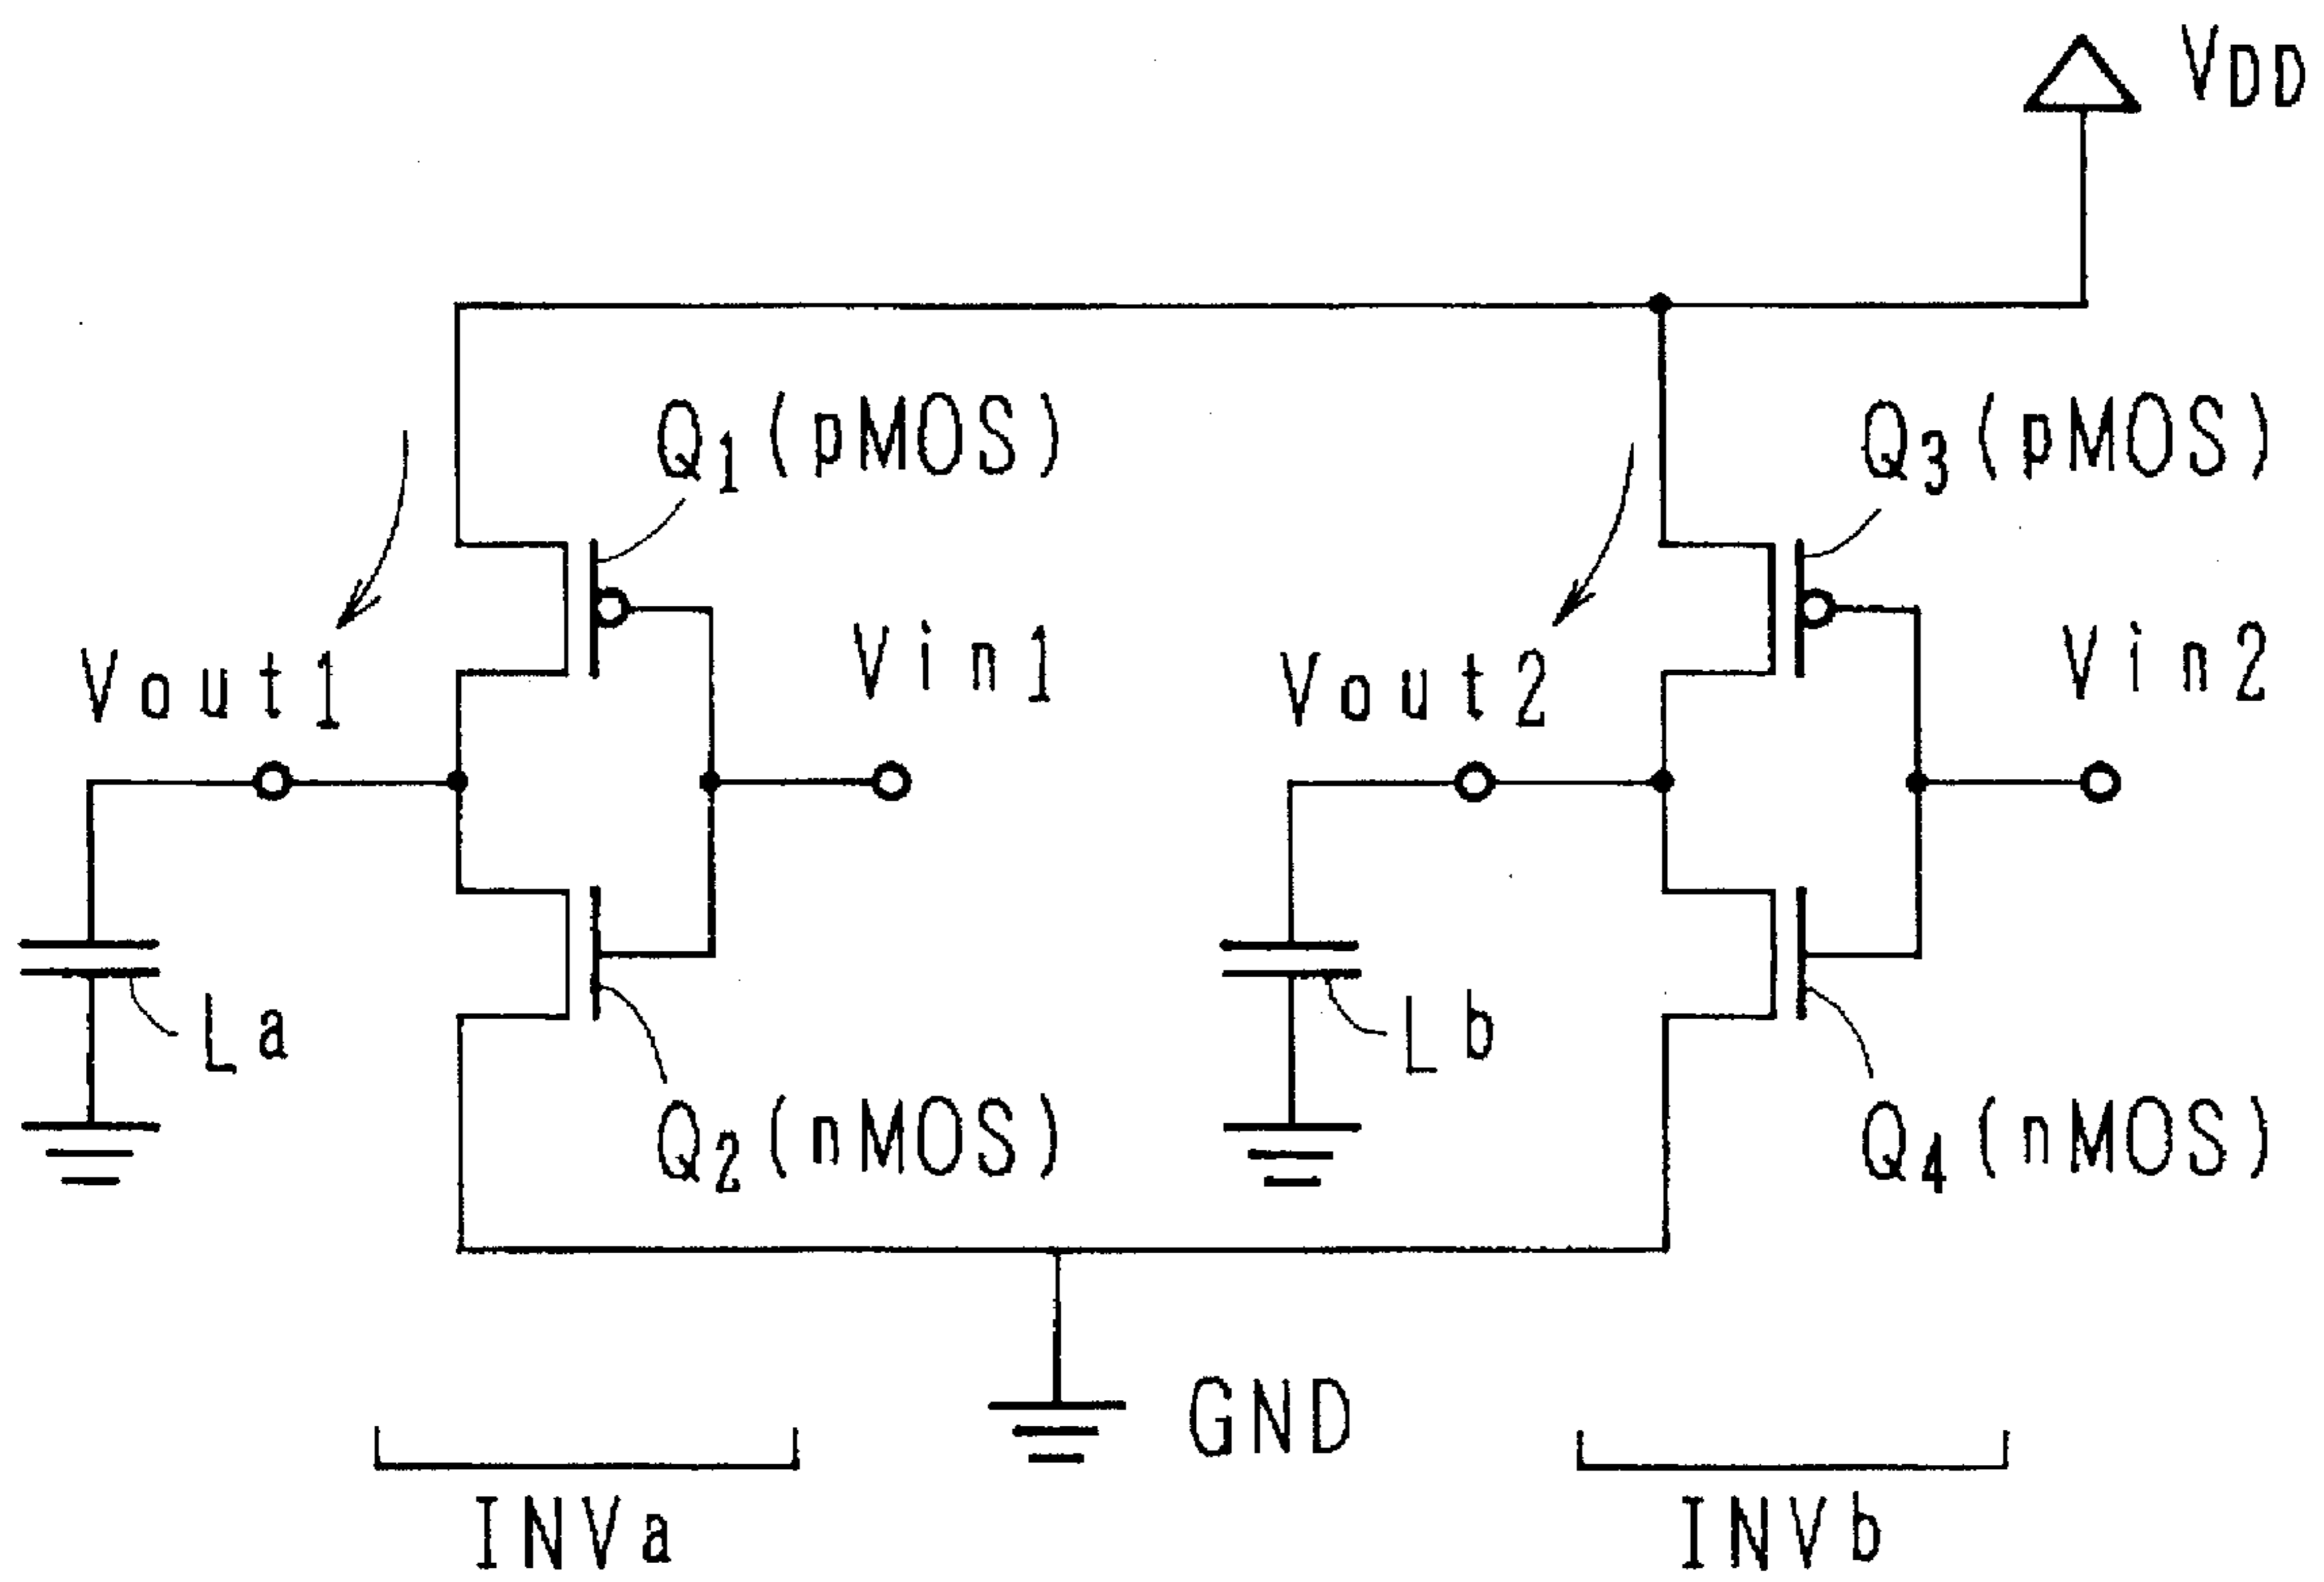 VDD
Q1(pMOS)
Q3(pMOS)
Vout1
Vin1
Vout2
Vin2
La
Lb
Q2(nMOS)
Q4(nMOS)
GND
INVa
INVb